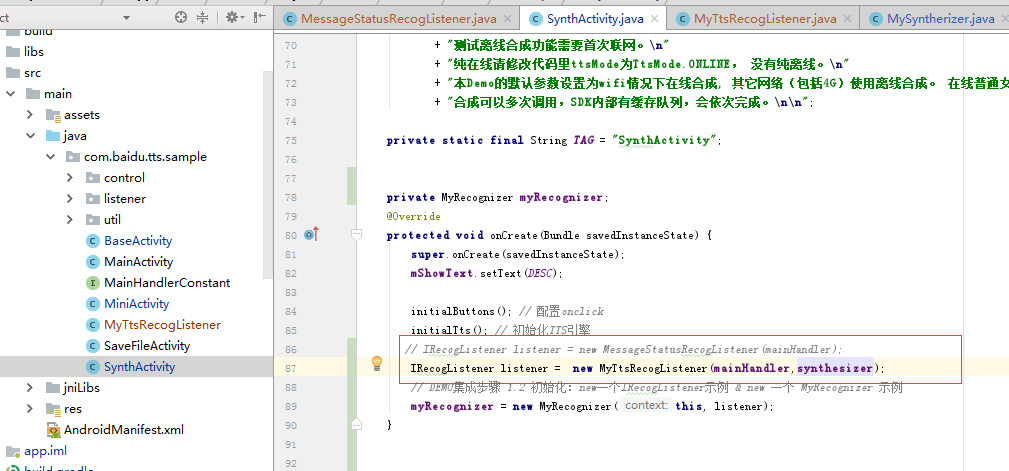 ct
MessageStatusRecogListener.java
SynthActivity.java
MyTtsRecogListener.java
MySyntherizer.java
build
libs
src
main
assets
java
com.baidu.tts.sample
control
listener
util
BaseActivity
MainActivity
MainHandlerConstant
MiniActivity
MyTtsRecogListener
SaveFileActivity
SynthActivity
jniLibs
res
AndroidManifest.xml
app.iml
build.gradle
70 + "测试离线合成功能需要首次联网。\n"
71 + "纯在线请修改代码里ttsMode为TtsMode.ONLINE， 没有纯离线。\n"
72 + "本Demo的默认参数设置为wifi情况下在线合成, 其它网络（包括4G）使用离线合成。 在线普通女
73 + "合成可以多次调用，SDK内部有缓存队列，会依次完成。\n\n";
74
75 private static final String TAG = "SynthActivity";
76
77
78 private MyRecognizer myRecognizer;
79 @Override
80 protected void onCreate(Bundle savedInstanceState) {
81 super.onCreate(savedInstanceState);
82 mShowText.setText(DESC);
83
84 initialButtons(); // 配置onclick
85 initialTts(); // 初始化TTS引擎
86 // IRecogListener listener = new MessageStatusRecogListener(mainHandler);
87 IRecogListener listener = new MyTtsRecogListener(mainHandler,synthesizer);
88 // DEMO集成步骤 1.2 初始化：new一个IRecogListener示例 & new 一个 MyRecognizer 示例
89 myRecognizer = new MyRecognizer( context: this, listener);
90 }
91
92